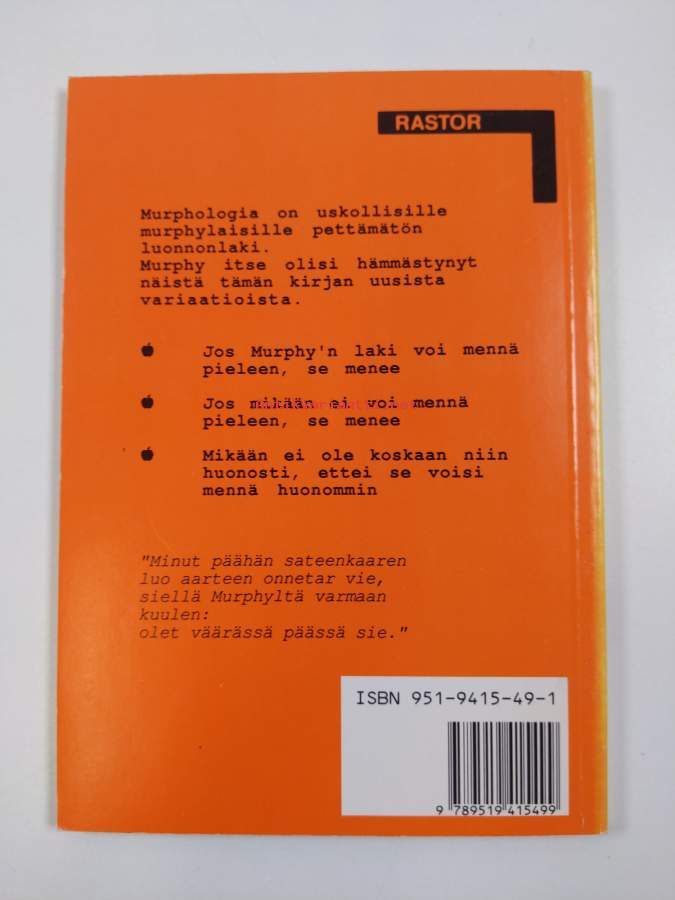 RASTOR
Murphologia on uskollisille
murphylaisille pettämätön
luonnonlaki.
Murphy itse olisi hämmästynyt
näistä tämän kirjan uusista
variaatioista.
Jos Murphy'n laki voi mennä
pieleen, se menee
Jos mikään ei voi mennä
pieleen, se menee
Mikään ei ole koskaan niin
huonosti, ettei se voisi
mennä huonommin
"Minut päähän sateenkaaren
luo aarteen onnetar vie,
siellä Murphyltä varmaan
kuulen:
olet väärässä päässä sie."
ISBN 951-9415-49-1
9 789519 415499